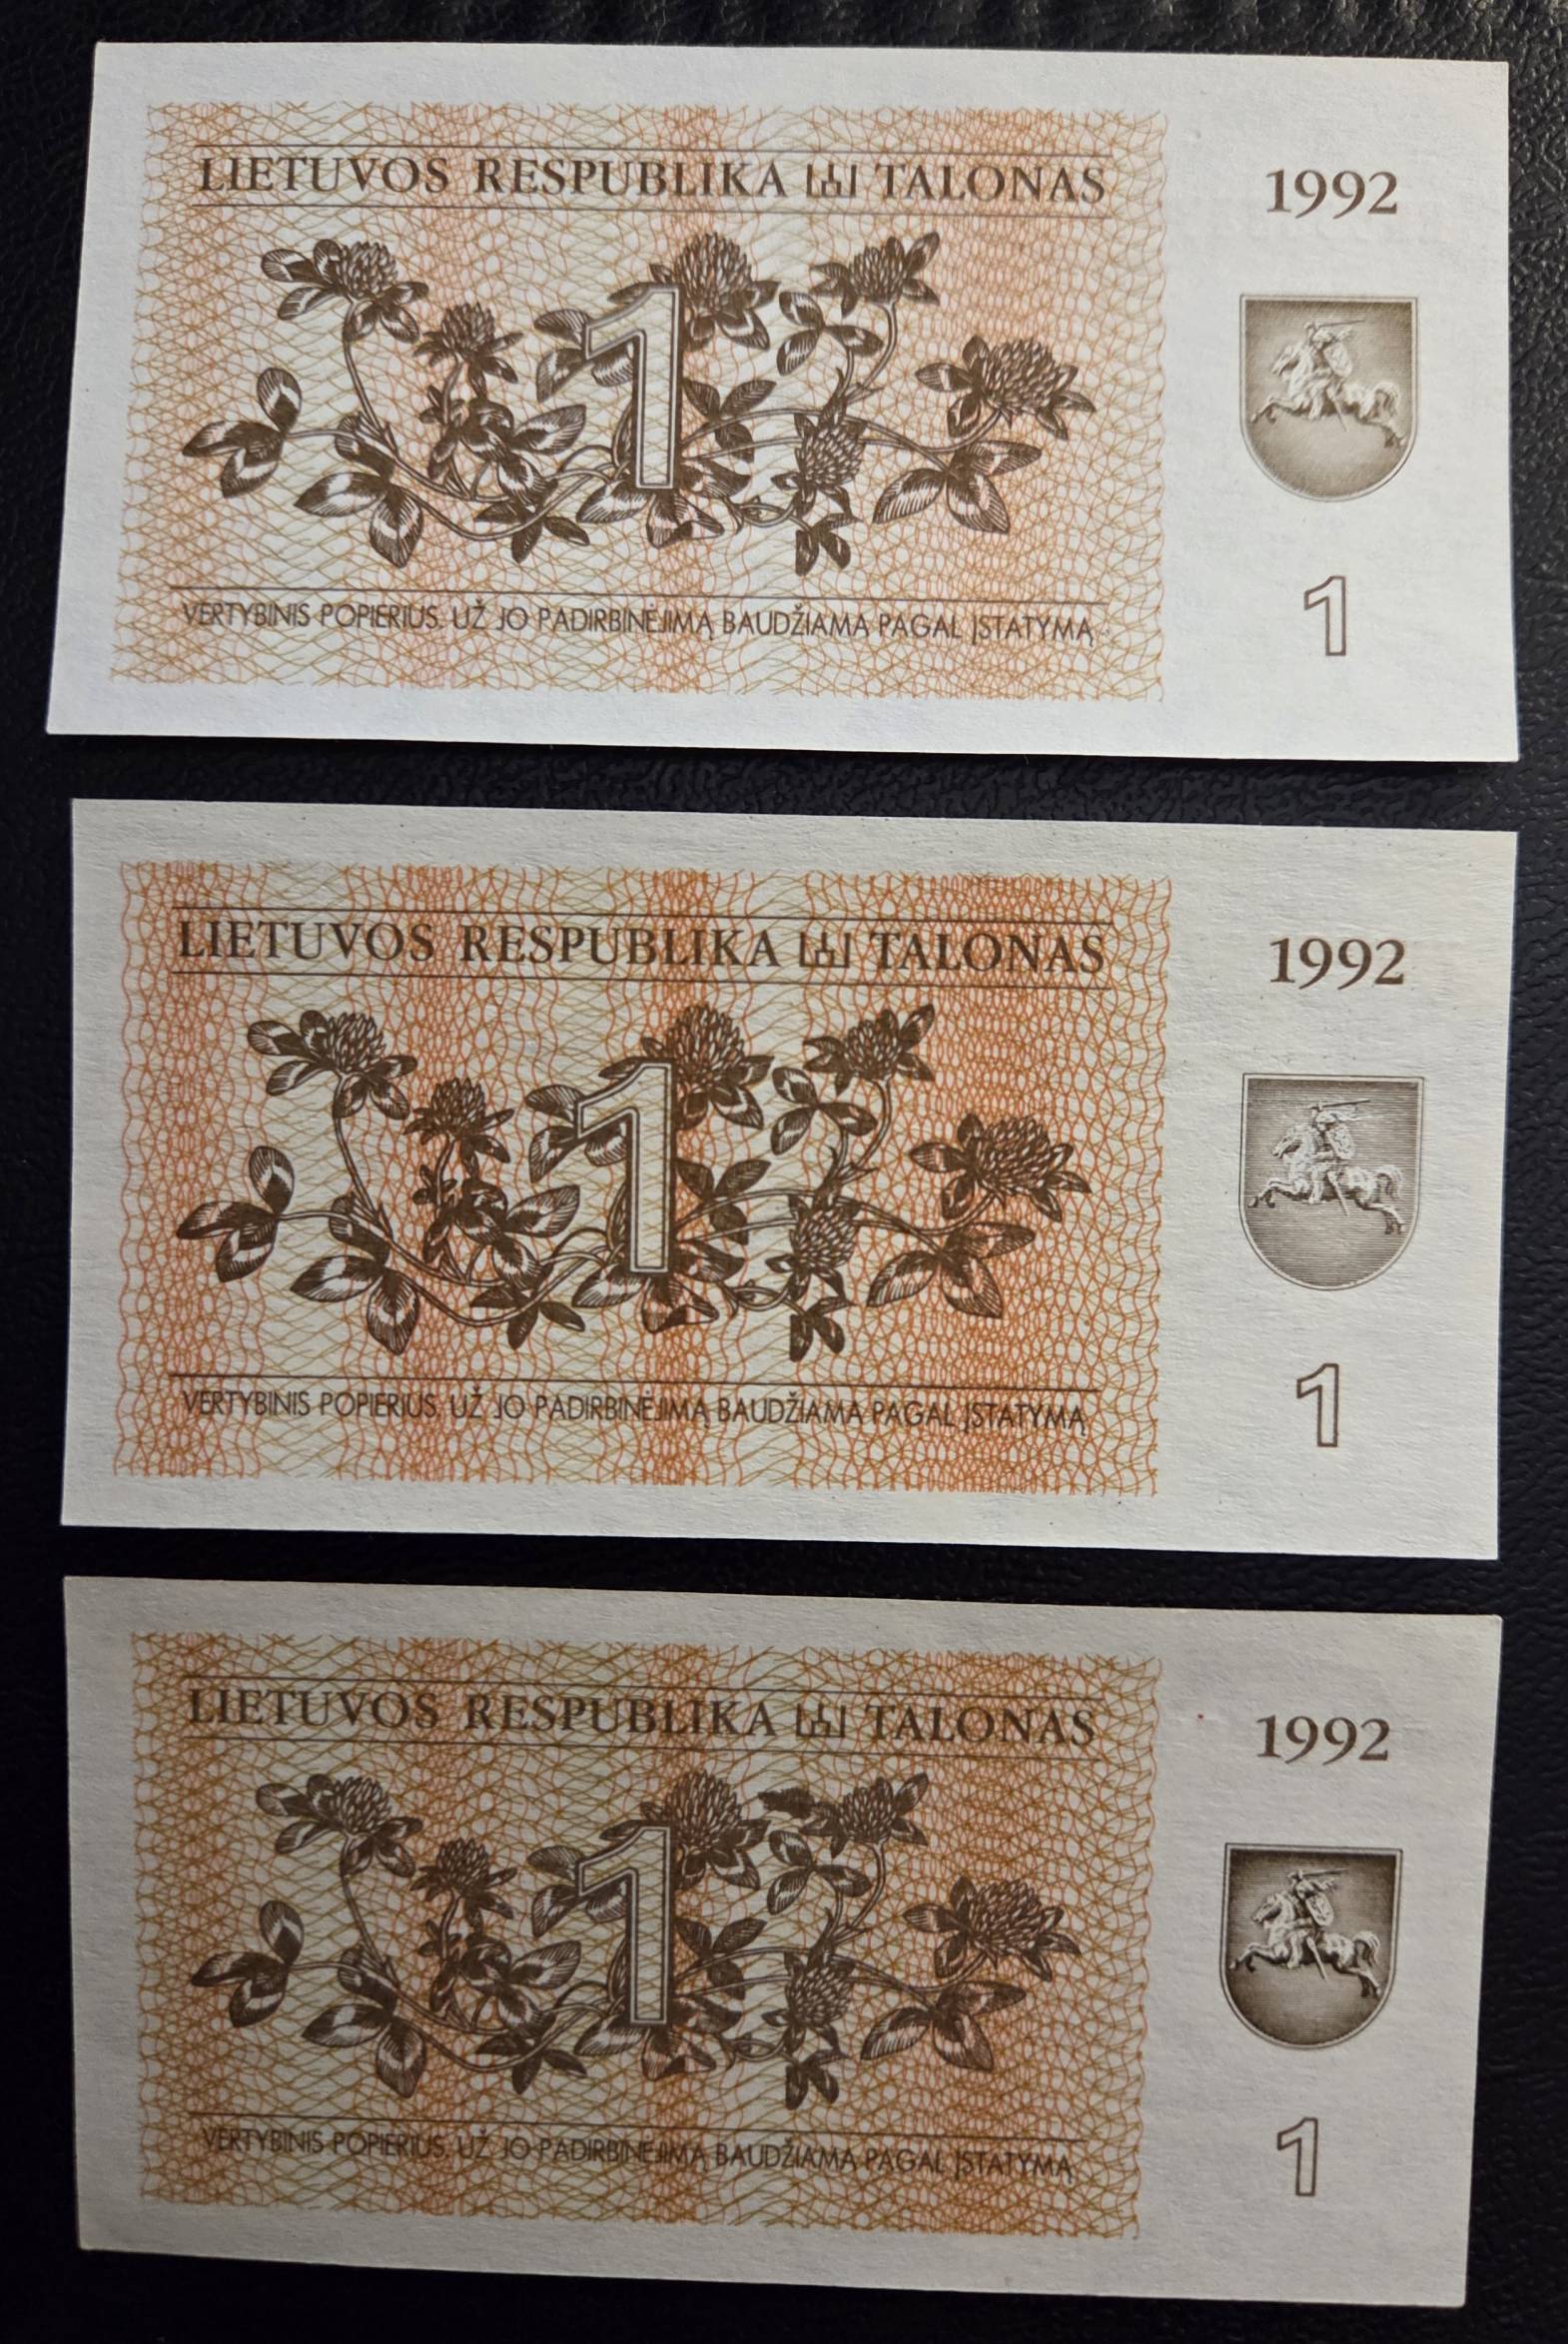 LIETUVOS RESPUBLIKA TALONAS
1992
1
VERTYBINIS POPIERIUS. UŽ JO PADIRBINĖJIMĄ BAUDŽIAMA PAGAL ĮSTATYMĄ
1
LIETUVOS RESPUBLIKA TALONAS
1992
1
VERTYBINIS POPIERIUS. UŽ JO PADIRBINĖJIMĄ BAUDŽIAMA PAGAL ĮSTATYMĄ
1
LIETUVOS RESPUBLIKA TALONAS
1992
1
VERTYBINIS POPIERIUS. UŽ JO PADIRBINĖJIMĄ BAUDŽIAMA PAGAL ĮSTATYMĄ
1